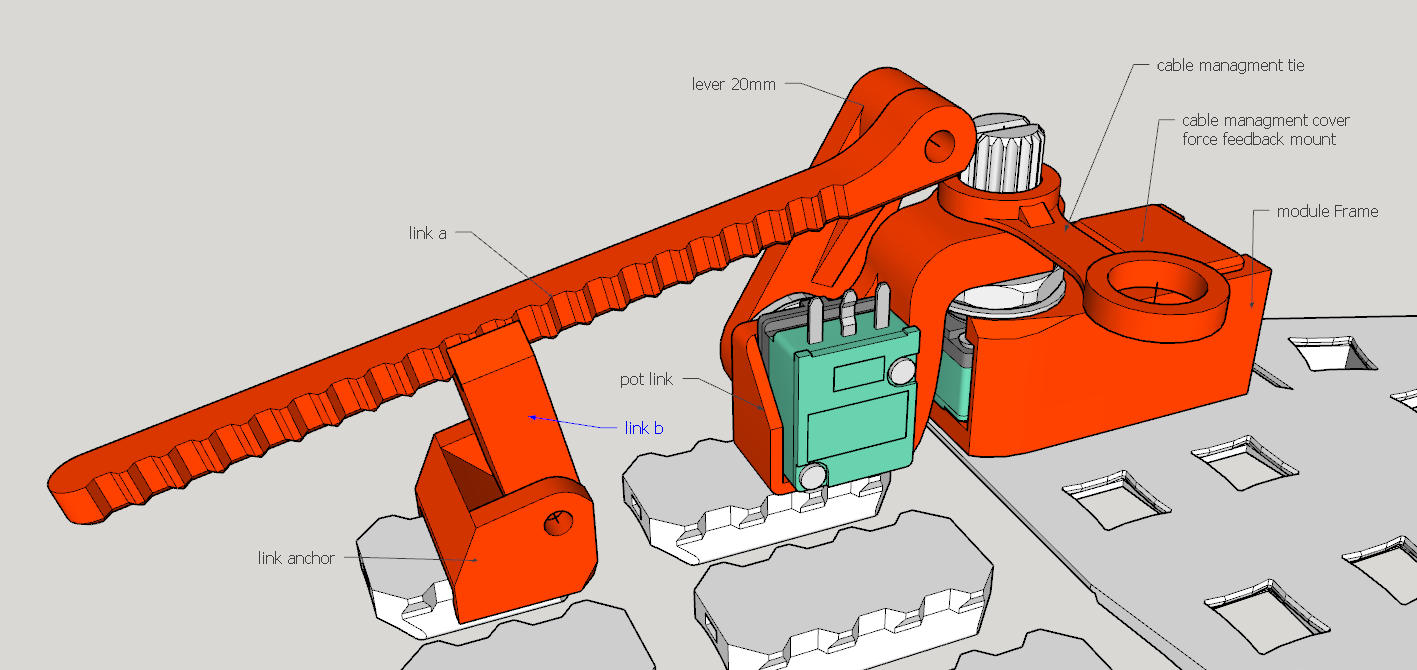 lever 20mm
cable managment tie
cable managment cover
force feedback mount
module Frame
link a
pot link
link b
link anchor